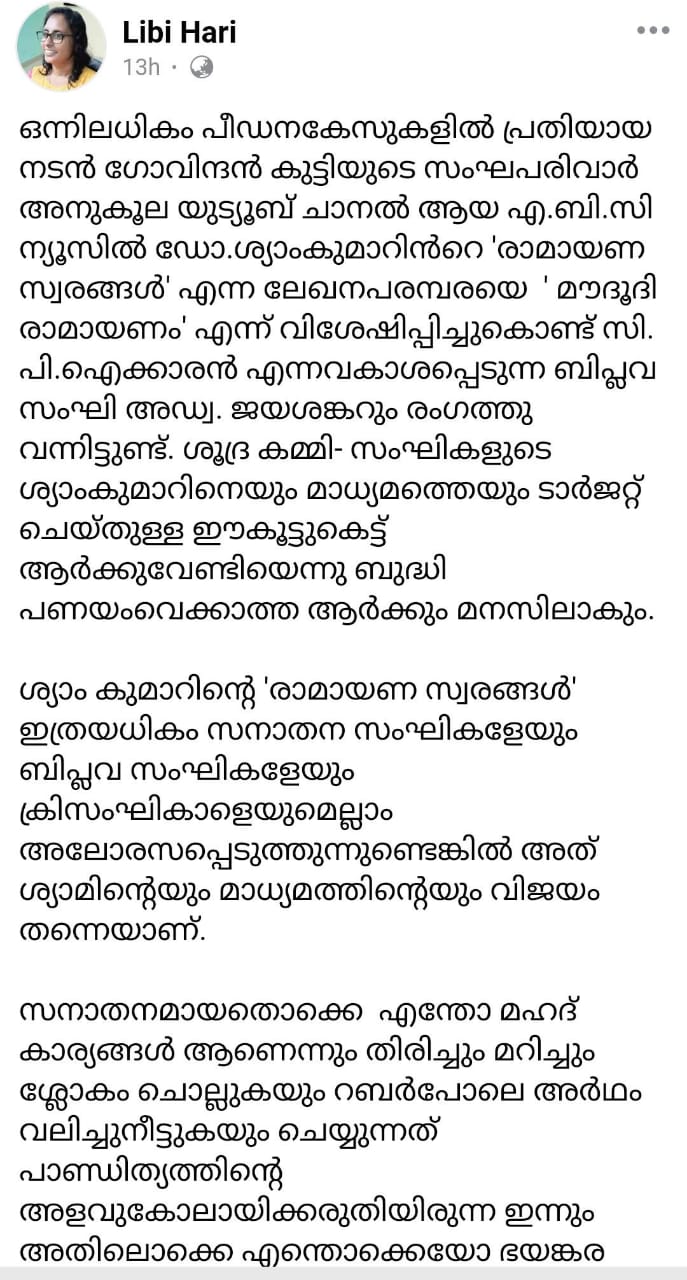 Libi Hari
13h ·
ഒന്നിലധികം പീഡനകേസുകളിൽ പ്രതിയായ
നടൻ ഗോവിന്ദൻ കുട്ടിയുടെ സംഘപരിവാർ
അനുകൂല യുട്യൂബ് ചാനൽ ആയ എ.ബി.സി
ന്യൂസിൽ ഡോ.ശ്യാംകുമാറിൻറെ 'രാമായണ
സ്വരങ്ങൾ' എന്ന ലേഖനപരമ്പരയെ ' മൗദൂദി
രാമായണം' എന്ന് വിശേഷിപ്പിച്ചുകൊണ്ട് സി.
പി.ഐക്കാരൻ എന്നവകാശപ്പെടുന്ന ബിപ്ലവ
സംഘി അഡ്വ. ജയശങ്കറും രംഗത്തു
വന്നിട്ടുണ്ട്. ശൂദ്ര കമ്മി- സംഘികളുടെ
ശ്യാംകുമാറിനെയും മാധ്യമത്തെയും ടാർജറ്റ്
ചെയ്തുള്ള ഈകൂട്ടുകെട്ട്
ആർക്കുവേണ്ടിയെന്നു ബുദ്ധി
പണയംവെക്കാത്ത ആർക്കും മനസിലാകും.
ശ്യാം കുമാറിന്റെ 'രാമായണ സ്വരങ്ങൾ'
ഇത്രയധികം സനാതന സംഘികളേയും
ബിപ്ലവ സംഘികളേയും
ക്രിസംഘികാളെയുമെല്ലാം
അലോരസപ്പെടുത്തുന്നുണ്ടെങ്കിൽ അത്
ശ്യാമിന്റെയും മാധ്യമത്തിന്റെയും വിജയം
തന്നെയാണ്.
സനാതനമായതൊക്കെ എന്തോ മഹദ്
കാര്യങ്ങൾ ആണെന്നും തിരിച്ചും മറിച്ചും
ശ്ലോകം ചൊല്ലുകയും റബർപോലെ അർഥം
വലിച്ചുനീട്ടുകയും ചെയ്യുന്നത്
പാണ്ഡിത്യത്തിന്റെ
അളവുകോലായിക്കരുതിയിരുന്ന ഇന്നും
അതിലൊക്കെ എന്തൊക്കെയോ ഭയങ്കര